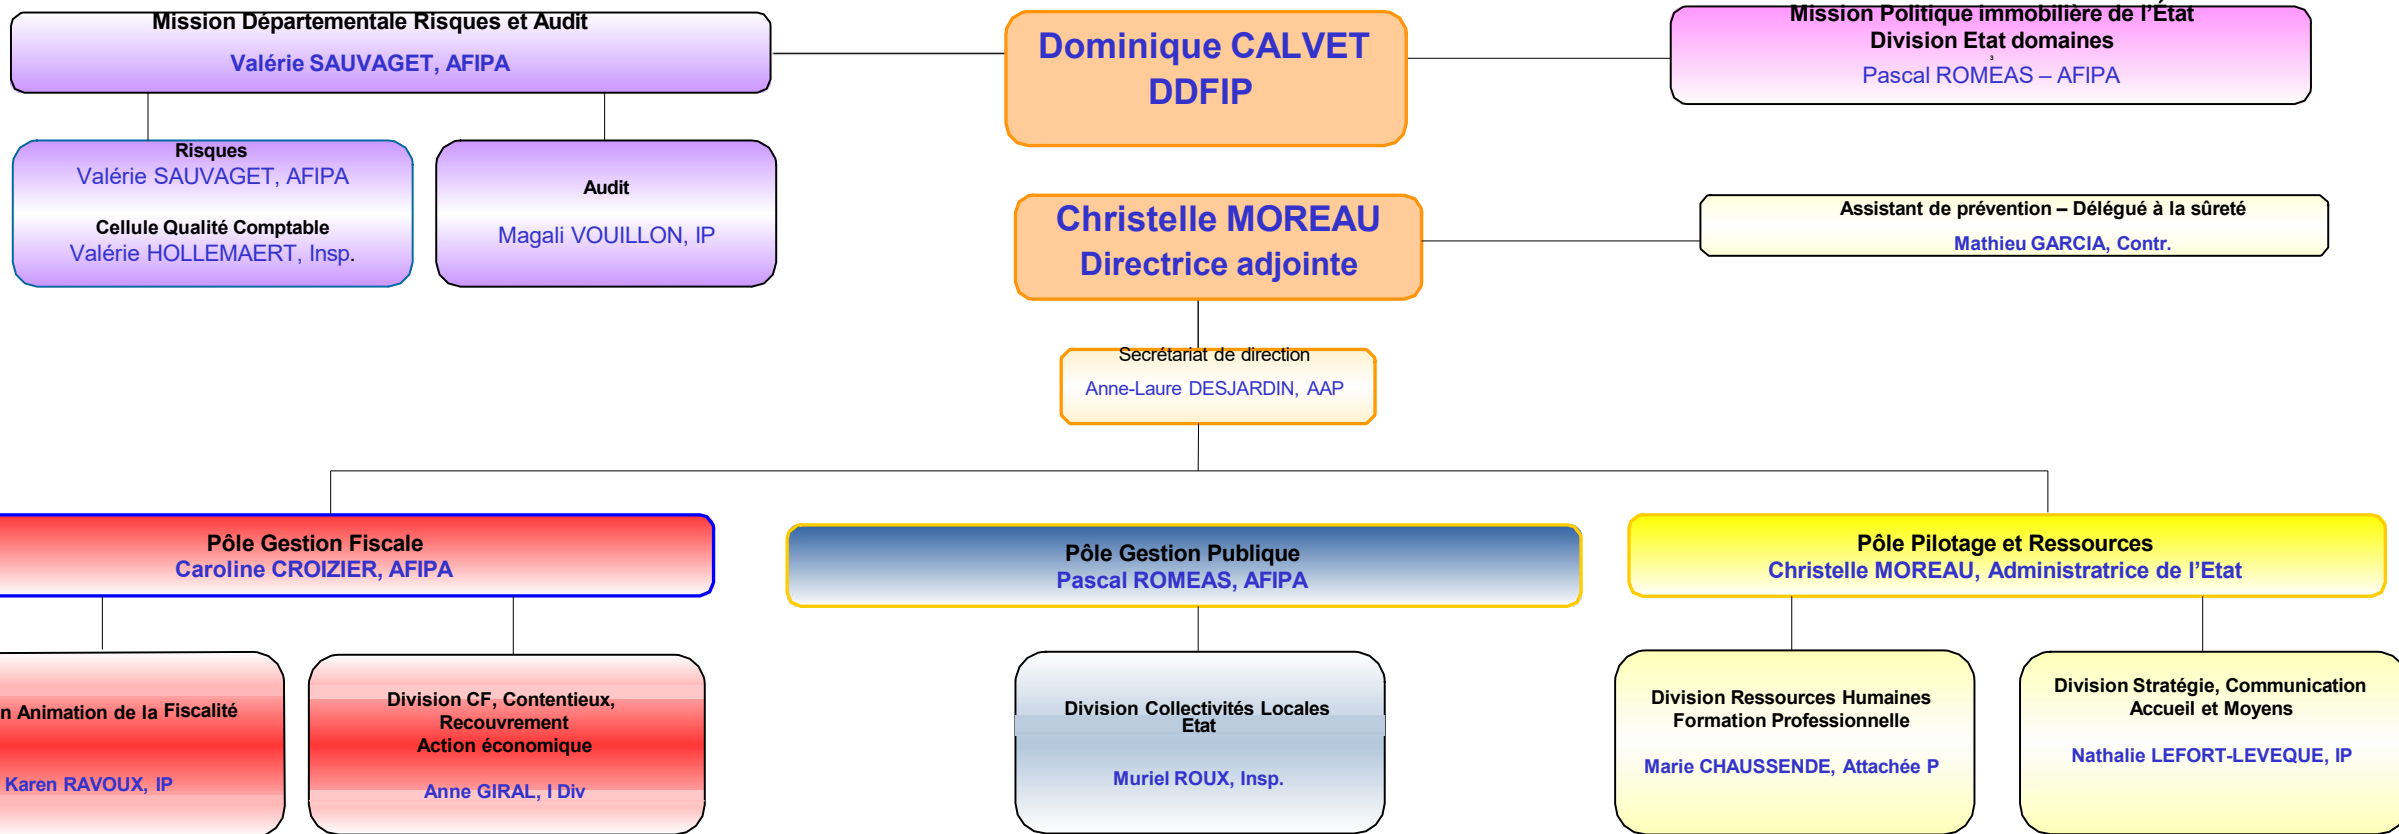 Mission Départementale Risques et Audit
Valérie SAUVAGET, AFIPA
Dominique CALVET
DDFIP
Mission Politique immobilière de l'État
Division Etat domaines
3
Pascal ROMEAS – AFIPA
Risques
Valérie SAUVAGET, AFIPA
Cellule Qualité Comptable
Valérie HOLLEMAERT, Insp.
Audit
Magali VOUILLON, IP
Christelle MOREAU
Directrice adjointe
Assistant de prévention – Délégué à la sûreté
Mathieu GARCIA, Contr.
Secrétariat de direction
Anne-Laure DESJARDIN, AAP
Pôle Gestion Fiscale
Caroline CROIZIER, AFIPA
Pôle Gestion Publique
Pascal ROMEAS, AFIPA
Pôle Pilotage et Ressources
Christelle MOREAU, Administratrice de l'Etat
n Animation de la Fiscalité
Karen RAVOUX, IP
Division CF, Contentieux,
Recouvrement
Action économique
Anne GIRAL, I Div
Division Collectivités Locales
Etat
Muriel ROUX, Insp.
Division Ressources Humaines
Formation Professionnelle
Marie CHAUSSENDE, Attachée P
Division Stratégie, Communication
Accueil et Moyens
Nathalie LEFORT-LEVEQUE, IP